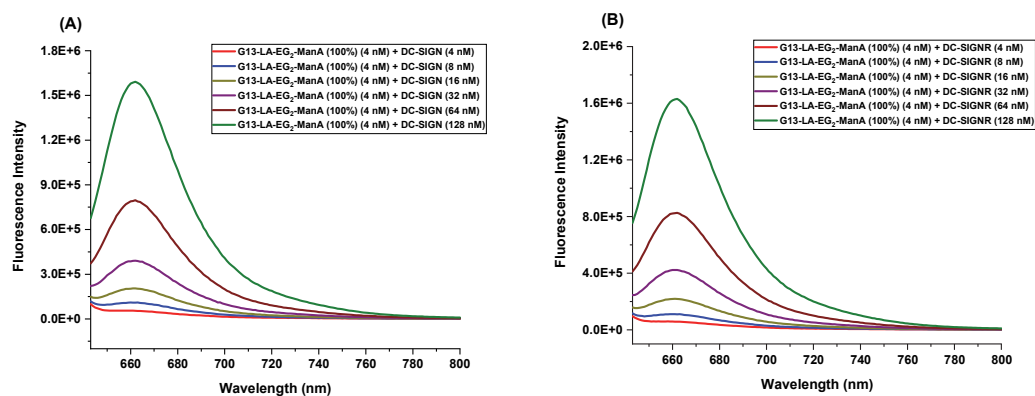 (A)
G13-LA-EG₂-ManA (100%) (4 nM) + DC-SIGN (4 nM)
G13-LA-EG₂-ManA (100%) (4 nM) + DC-SIGN (8 nM)
G13-LA-EG₂-ManA (100%) (4 nM) + DC-SIGN (16 nM)
G13-LA-EG₂-ManA (100%) (4 nM) + DC-SIGN (32 nM)
G13-LA-EG₂-ManA (100%) (4 nM) + DC-SIGN (64 nM)
G13-LA-EG₂-ManA (100%) (4 nM) + DC-SIGN (128 nM)
1.8E+6
1.5E+6
1.2E+6
9.0E+5
6.0E+5
3.0E+5
0.0E+0
Fluorescence Intensity
660 680 700 720 740 760 780 800
Wavelength (nm)
(B)
G13-LA-EG₂-ManA (100%) (4 nM) + DC-SIGNR (4 nM)
G13-LA-EG₂-ManA (100%) (4 nM) + DC-SIGNR (8 nM)
G13-LA-EG₂-ManA (100%) (4 nM) + DC-SIGNR (16 nM)
G13-LA-EG₂-ManA (100%) (4 nM) + DC-SIGNR (32 nM)
G13-LA-EG₂-ManA (100%) (4 nM) + DC-SIGNR (64 nM)
G13-LA-EG₂-ManA (100%) (4 nM) + DC-SIGNR (128 nM)
2.0E+6
1.6E+6
1.2E+6
8.0E+5
4.0E+5
0.0E+0
Fluorescence Intensity
660 680 700 720 740 760 780 800
Wavelength (nm)